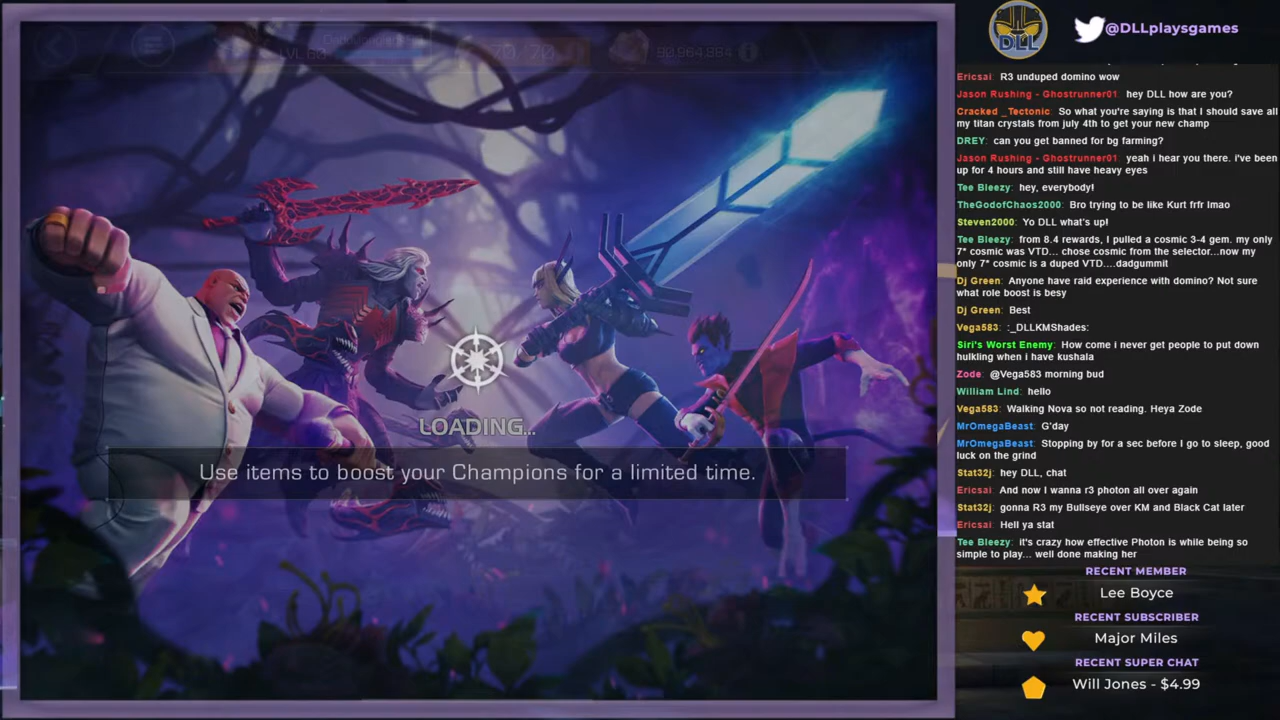 LVL 60
70 / 70
90,964,884
LOADING...
Use items to boost your Champions for a limited time.
DLL
@DLLplaysgames
Ericsai: R3 unduped domino wow
Jason Rushing - Ghostrunner01: hey DLL how are you?
Cracked _Tectonic: So what you're saying is that I should save all
my titan crystals from july 4th to get your new champ
DREY: can you get banned for bg farming?
Jason Rushing - Ghostrunner01: yeah i hear you there. i've been
up for 4 hours and still have heavy eyes
Tee Bleezy: hey, everybody!
TheGodofChaos2000: Bro trying to be like Kurt frfr lmao
Steven2000: Yo DLL what's up!
Tee Bleezy: from 8.4 rewards, I pulled a cosmic 3-4 gem. my only
7* cosmic was VTD... chose cosmic from the selector...now my
only 7* cosmic is a duped VTD....dadgummit
Dj Green: Anyone have raid experience with domino? Not sure
what role boost is besy
Dj Green: Best
Vega583: :_DLLKMShades:
Siri's Worst Enemy: How come i never get people to put down
hulkling when i have kushala
Zode: @Vega583 morning bud
William Lind: hello
Vega583: Walking Nova so not reading. Heya Zode
MrOmegaBeast: G'day
MrOmegaBeast: Stopping by for a sec before I go to sleep, good
luck on the grind
Stat32j: hey DLL, chat
Ericsai: And now I wanna r3 photon all over again
Stat32j: gonna R3 my Bullseye over KM and Black Cat later
Ericsai: Hell ya stat
Tee Bleezy: it's crazy how effective Photon is while being so
simple to play... well done making her
RECENT MEMBER
Lee Boyce
RECENT SUBSCRIBER
Major Miles
RECENT SUPER CHAT
Will Jones - $4.99